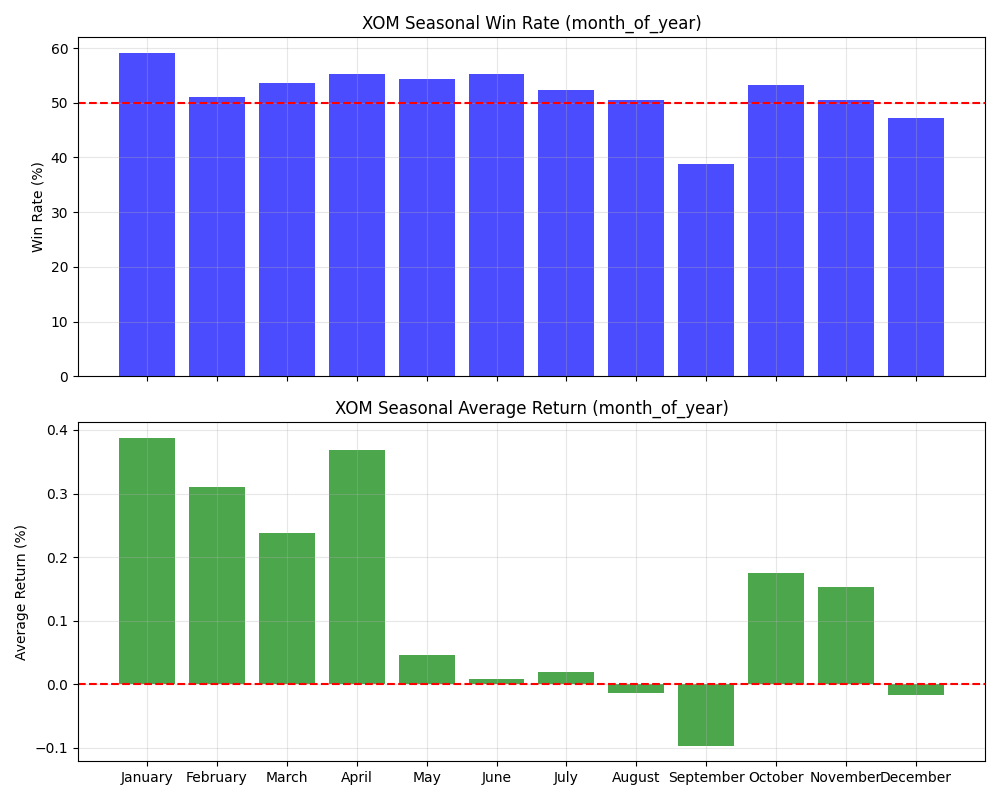 XOM Seasonal Win Rate (month_of_year)
60
50
40
30
20
10
0
Win Rate (%)
XOM Seasonal Average Return (month_of_year)
0.4
0.3
0.2
0.1
0.0
−0.1
Average Return (%)
January February March April May June July August September October November December